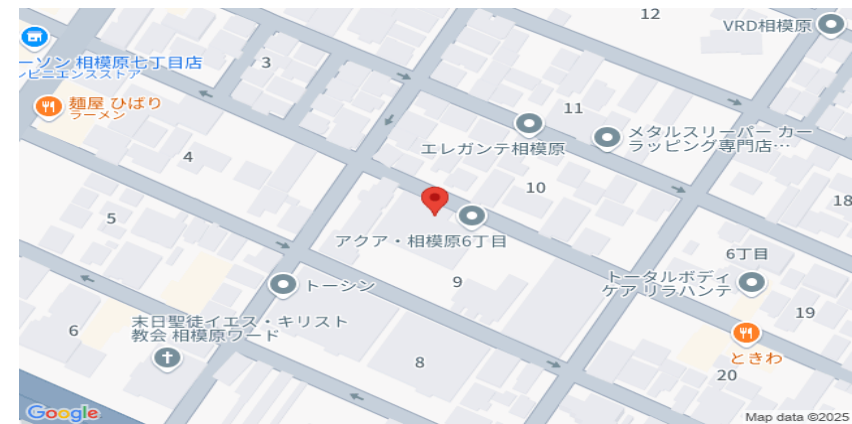 12
VRD相模原
ーソン 相模原七丁目店
ンビニエンスストア
3
麺屋 ひばり
ラーメン
11
メタルスリーパー カー
ラッピング専門店…
エレガンテ相模原
4
10
18
5
アクア・相模原6丁目
6丁目
トーシン
9
トータルボディ
ケア リラハンテ
19
末日聖徒イエス・キリスト
教会 相模原ワード
6
8
ときわ
20
Google
Map data ©2025